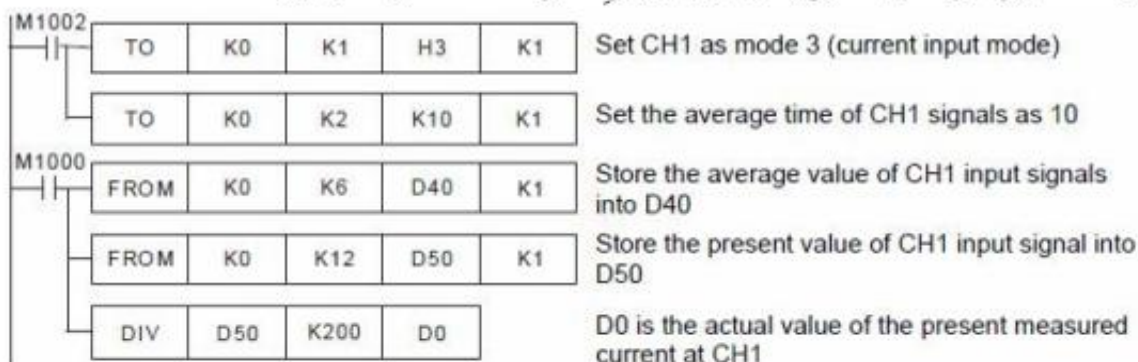 M1002
TO K0 K1 H3 K1 Set CH1 as mode 3 (current input mode)
TO K0 K2 K10 K1 Set the average time of CH1 signals as 10
M1000
FROM K0 K6 D40 K1 Store the average value of CH1 input signals
into D40
FROM K0 K12 D50 K1 Store the present value of CH1 input signal into
D50
DIV D50 K200 D0 D0 is the actual value of the present measured
current at CH1